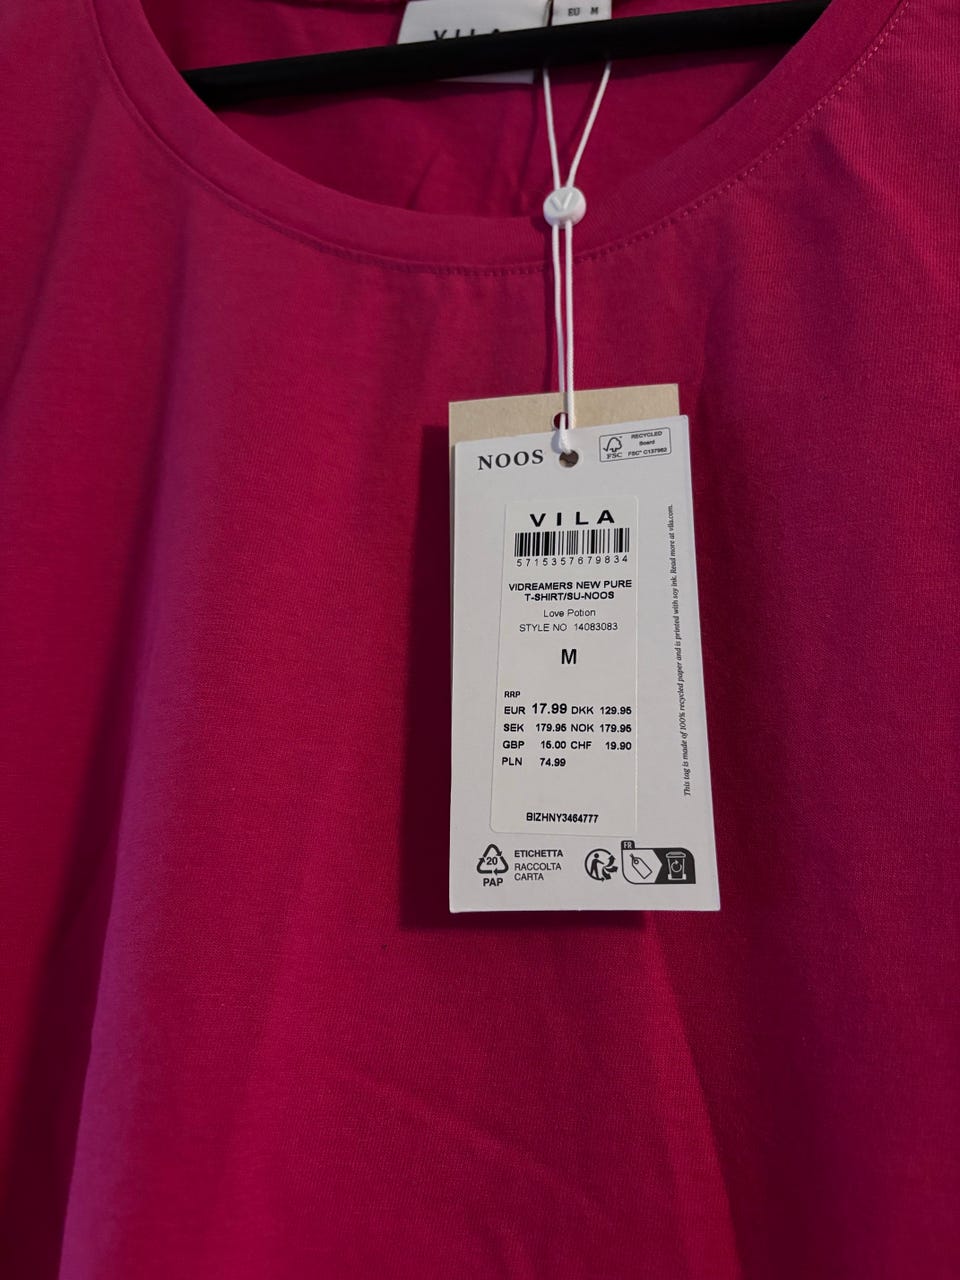 EU M
VILA
V
NOOS
FSC
RECYCLED
Board
FSC® C137962
VILA
5715357679834
VIDREAMERS NEW PURE
T-SHIRT/SU-NOOS
Love Potion
STYLE NO 14083083
M
RRP
EUR 17.99 DKK 129.95
SEK 179.95 NOK 179.95
GBP 15.00 CHF 19.90
PLN 74.99
BIZHNY3464777
This tag is made of 100% recycled paper and is printed with soy ink. Read more at vila.com.
20
PAP
ETICHETTA
RACCOLTA
CARTA
FR